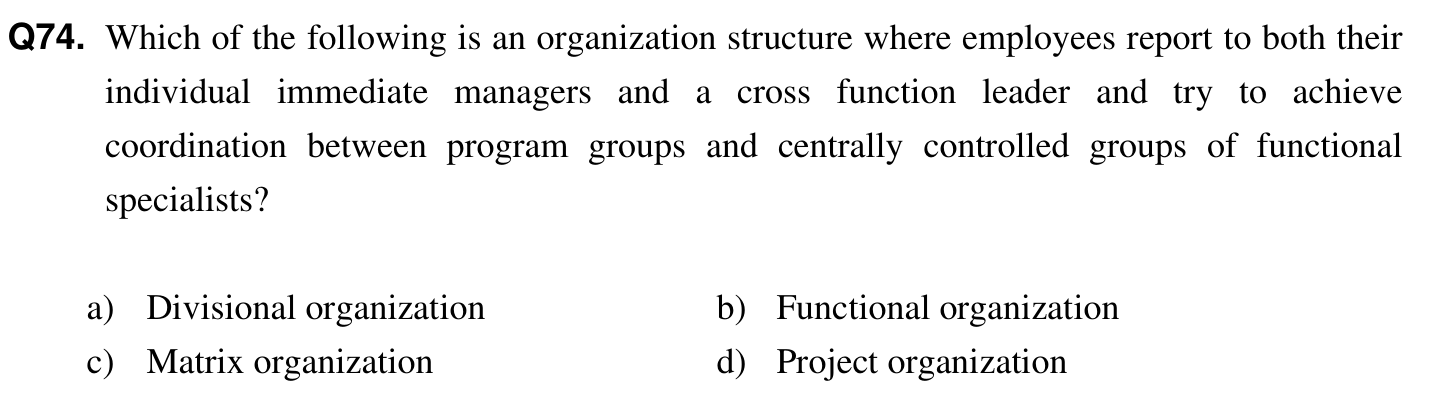 Q74. Which of the following is an organization structure where employees report to both their
individual immediate managers and a cross function leader and try to achieve
coordination between program groups and centrally controlled groups of functional
specialists?
a) Divisional organization b) Functional organization
c) Matrix organization d) Project organization